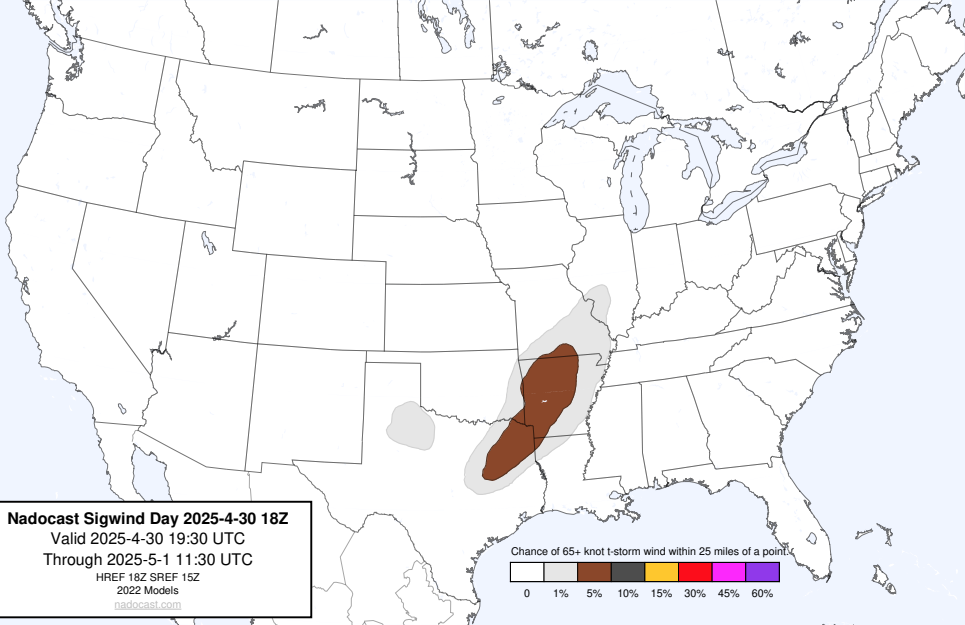 Nadocast Sigwind Day 2025-4-30 18Z
Valid 2025-4-30 19:30 UTC
Through 2025-5-1 11:30 UTC
HREF 18Z SREF 15Z
2022 Models
nadocast.com
Chance of 65+ knot t-storm wind within 25 miles of a point.
0 1% 5% 10% 15% 30% 45% 60%